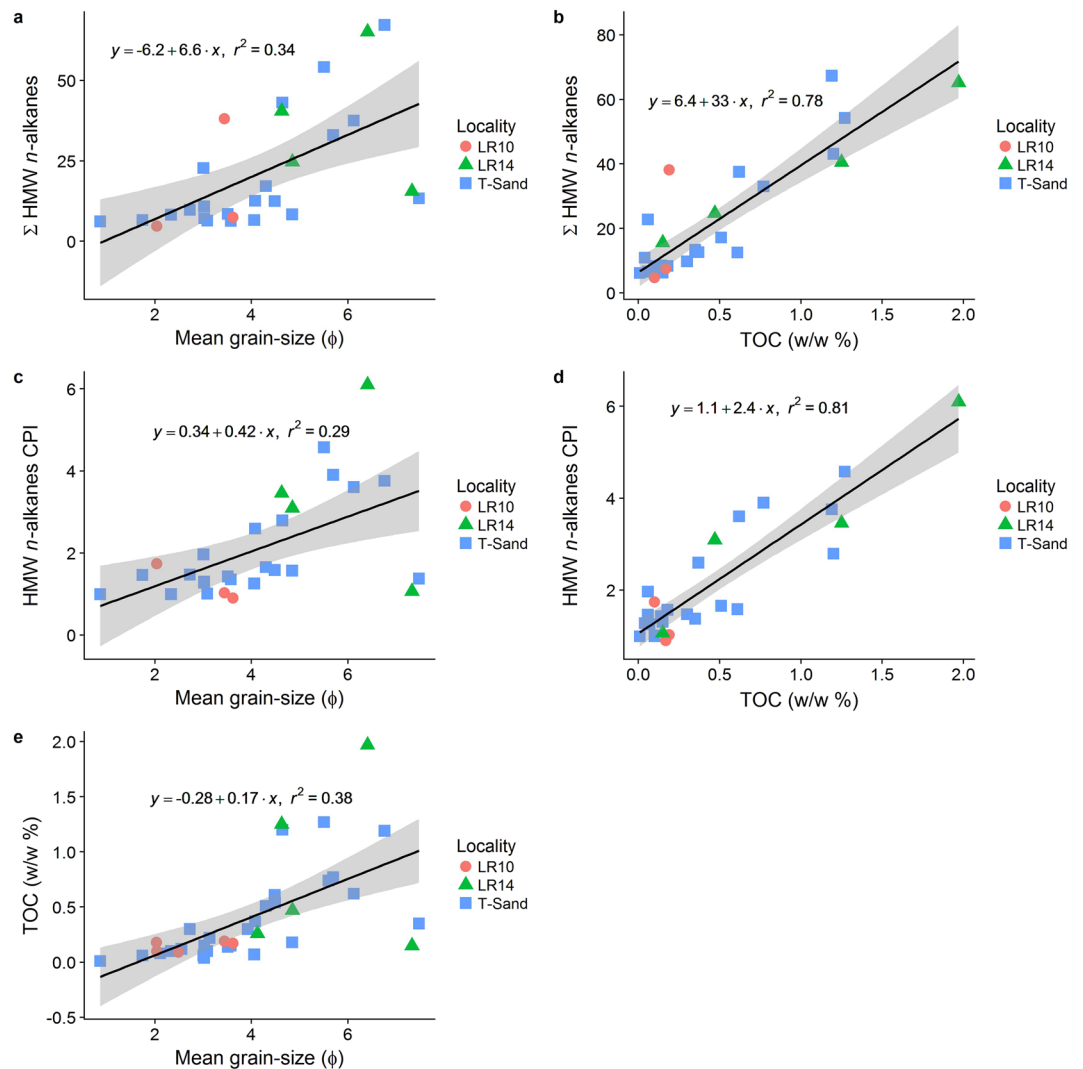 a
y = -6.2+6.6 · x, r² = 0.34
50
25
0
Σ HMW n-alkanes
2 4 6
Mean grain-size (ϕ)
Locality
LR10
LR14
T-Sand
b
y = 6.4+33 · x, r² = 0.78
80
60
40
20
0
Σ HMW n-alkanes
0.0 0.5 1.0 1.5 2.0
TOC (w/w %)
Locality
LR10
LR14
T-Sand
c
y = 0.34+0.42 · x, r² = 0.29
6
4
2
0
HMW n-alkanes CPI
2 4 6
Mean grain-size (ϕ)
Locality
LR10
LR14
T-Sand
d
y = 1.1+2.4 · x, r² = 0.81
6
4
2
HMW n-alkanes CPI
0.0 0.5 1.0 1.5 2.0
TOC (w/w %)
Locality
LR10
LR14
T-Sand
e
y = -0.28+0.17 · x, r² = 0.38
2.0
1.5
1.0
0.5
0.0
-0.5
TOC (w/w %)
2 4 6
Mean grain-size (ϕ)
Locality
LR10
LR14
T-Sand